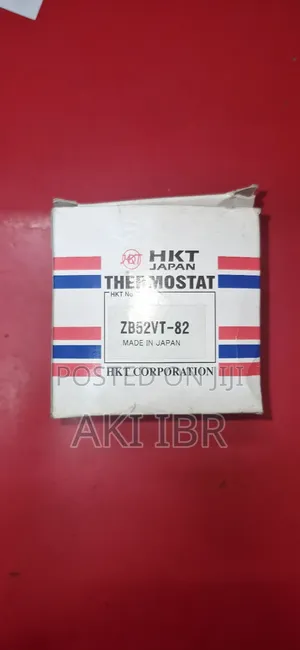 HKT
HKT
JAPAN
THERMOSTAT
HKT No
ZB52VT-82
MADE IN JAPAN
POSTED ON JIJI
HKT CORPORATION
AKI IBR